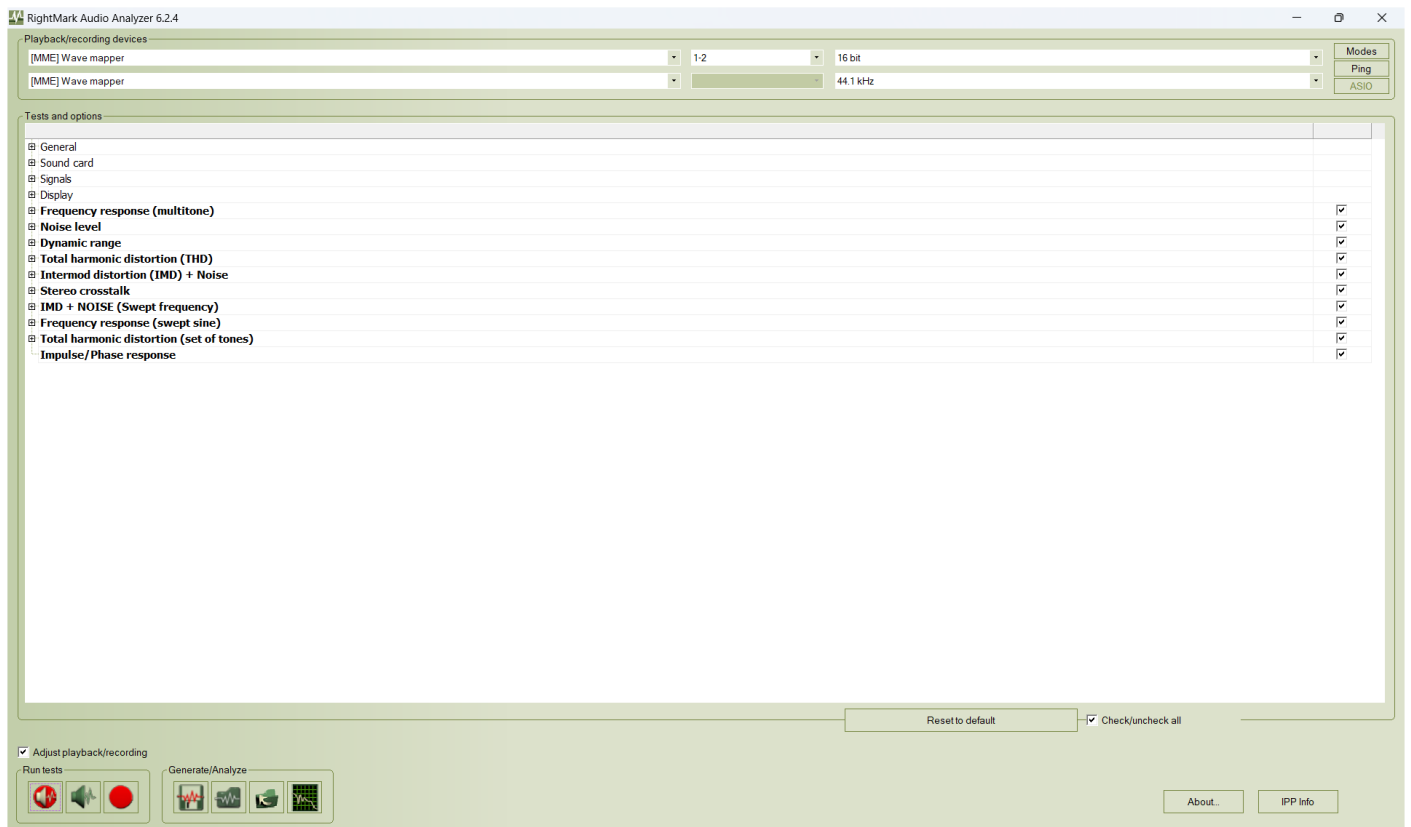 RightMark Audio Analyzer 6.2.4
Playback/recording devices
[MME] Wave mapper 1-2 16 bit Modes
Ping
[MME] Wave mapper 44.1 kHz ASIO
Tests and options
General
Sound card
Signals
Display
Frequency response (multitone)
Noise level
Dynamic range
Total harmonic distortion (THD)
Intermod distortion (IMD) + Noise
Stereo crosstalk
IMD + NOISE (Swept frequency)
Frequency response (swept sine)
Total harmonic distortion (set of tones)
Impulse/Phase response
Reset to default Check/uncheck all
Adjust playback/recording
Run tests Generate/Analyze
About... IPP Info